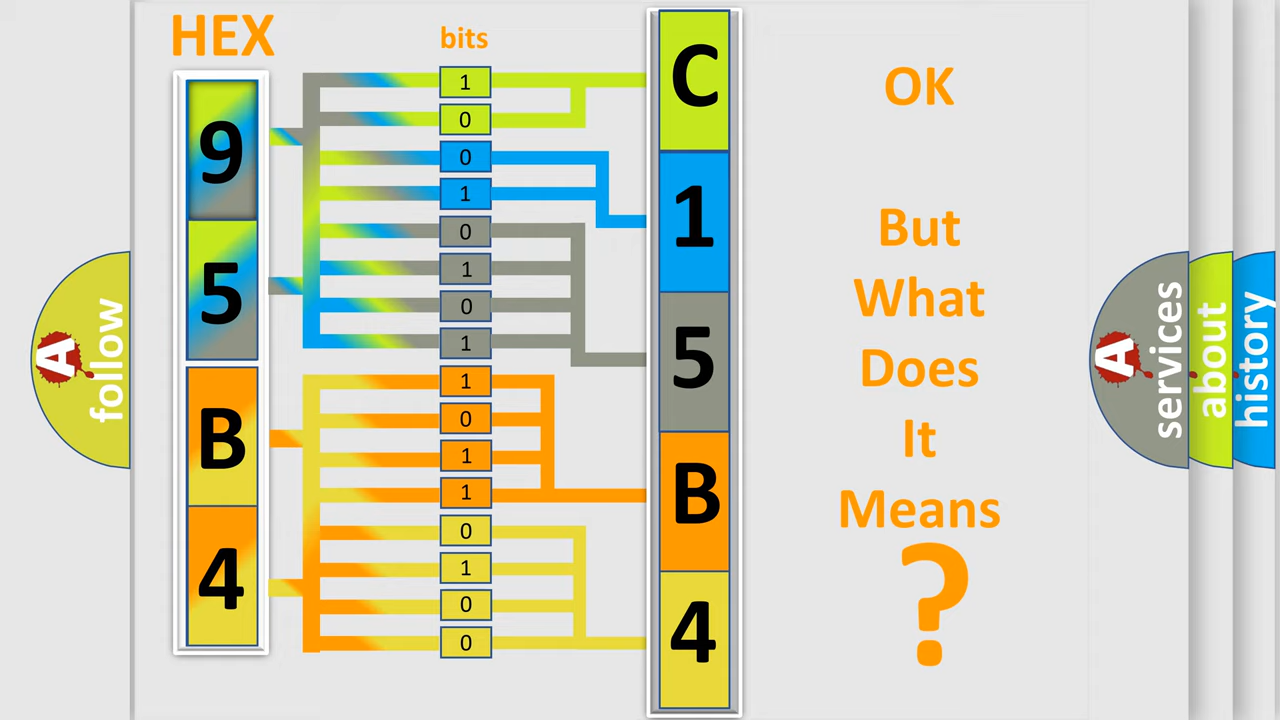 HEX
bits
9
5
B
4
1
0
0
1
0
1
0
1
1
0
1
1
0
1
0
0
C
1
5
B
4
OK
But
What
Does
It
Means
?
A
follow
A
services
about
history